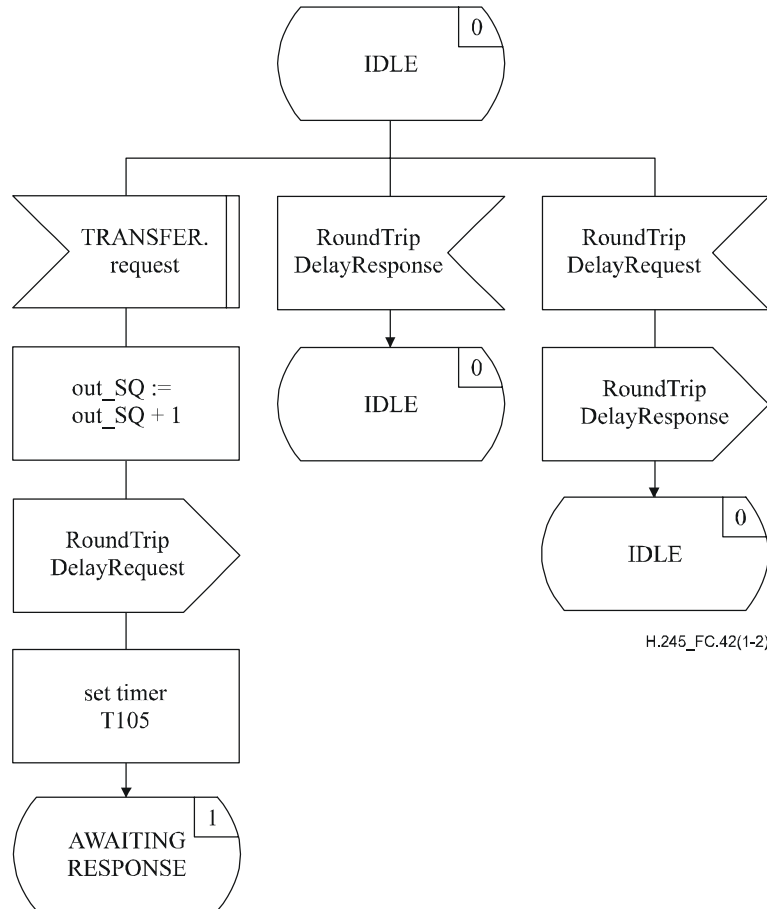 0
IDLE
TRANSFER.
request
RoundTrip
DelayResponse
RoundTrip
DelayRequest
out_SQ :=
out_SQ + 1
0
IDLE
RoundTrip
DelayResponse
RoundTrip
DelayRequest
0
IDLE
H.245_FC.42(1-2)
set timer
T105
1
AWAITING
RESPONSE